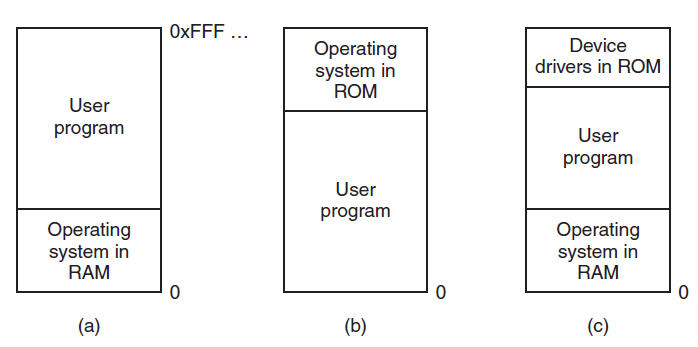 0xFFF …
User
program
Operating
system in
RAM
0
(a)
Operating
system in
ROM
User
program
0
(b)
Device
drivers in ROM
User
program
Operating
system in
RAM
0
(c)